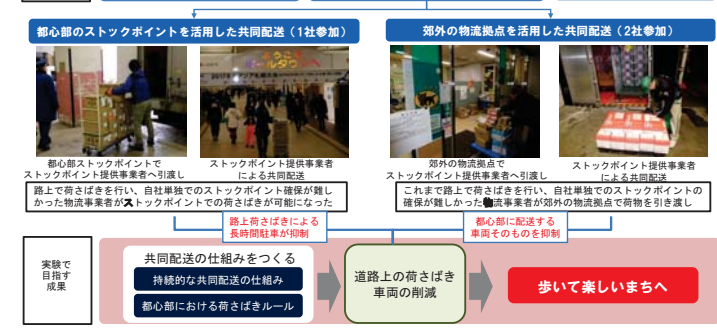 都心部のストックポイントを活用した共同配送（1社参加）
郊外の物流拠点を活用した共同配送（2社参加）
都心部ストックポイントで
ストックポイント提供事業者へ引渡し
ストックポイント提供事業者
による共同配送
郊外の物流拠点で
ストックポイント提供事業者へ引渡し
ストックポイント提供事業者
による共同配送
路上で荷さばきを行い、自社単独でのストックポイント確保が難し
かった物流事業者がストックポイントでの荷さばきが可能になった
これまで路上で荷さばきを行い、自社単独でのストックポイントの
確保が難しかった物流事業者が郊外の物流拠点で荷物を引き渡し
路上荷さばきによる
長時間駐車が抑制
都心部に配送する
車両そのものを抑制
実験で
目指す
成果
共同配送の仕組みをつくる
持続的な共同配送の仕組み
都心部における荷さばきルール
道路上の荷さばき
車両の削減
歩いて楽しいまちへ